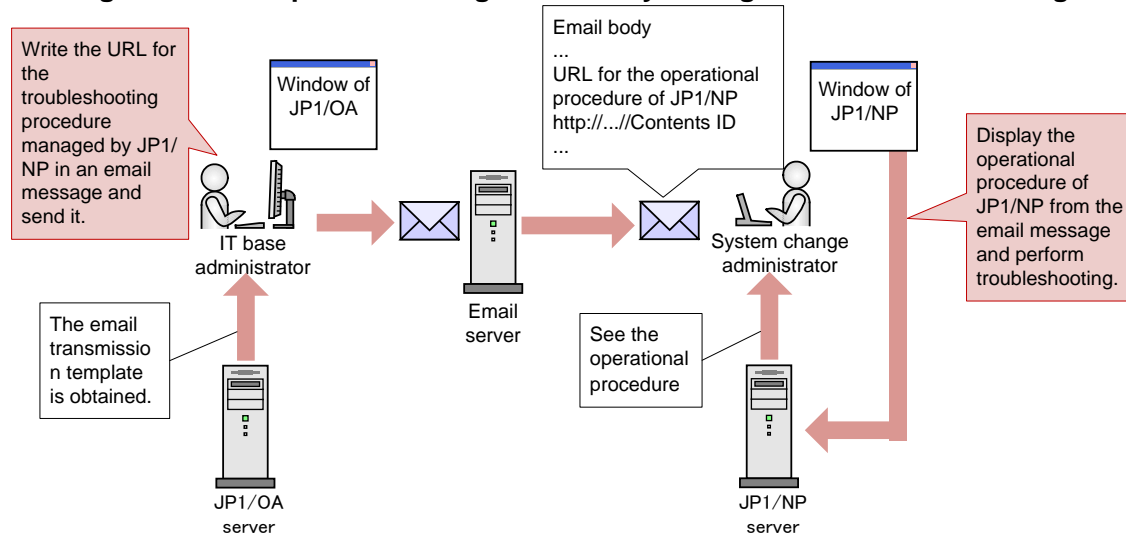 Write the URL for
the
troubleshooting
procedure
managed by JP1/
NP in an email
message and
send it.
Window of
JP1/OA
Email body
...
URL for the operational
procedure of JP1/NP
http://...//Contents ID
...
Window of
JP1/NP
Display the
operational
procedure of
JP1/NP from the
email message
and perform
troubleshooting.
IT base
administrator
System change
administrator
Email
server
The email
transmissio
n template
is obtained.
See the
operational
procedure
JP1/OA
server
JP1/NP
server